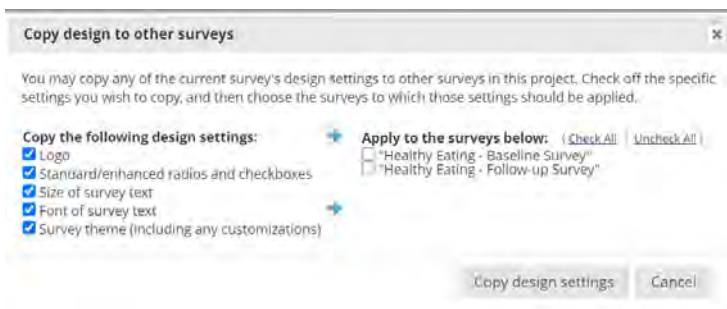 Copy design to other surveys
You may copy any of the current survey's design settings to other surveys in this project. Check off the specific
settings you wish to copy, and then choose the surveys to which those settings should be applied.
Copy the following design settings:
Logo
Standard/enhanced radios and checkboxes
Size of survey text
Font of survey text
Survey theme (including any customizations)
Apply to the surveys below: ( Check All | Uncheck All )
"Healthy Eating - Baseline Survey"
"Healthy Eating - Follow-up Survey"
Copy design settings
Cancel